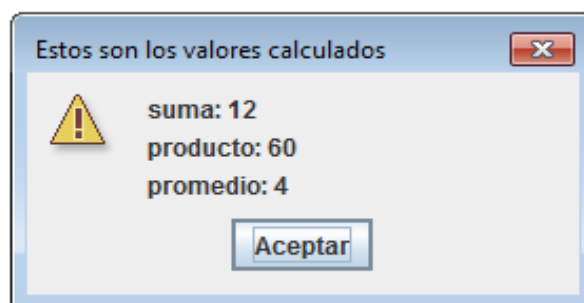 Estos son los valores calculados
suma: 12
producto: 60
promedio: 4
Aceptar